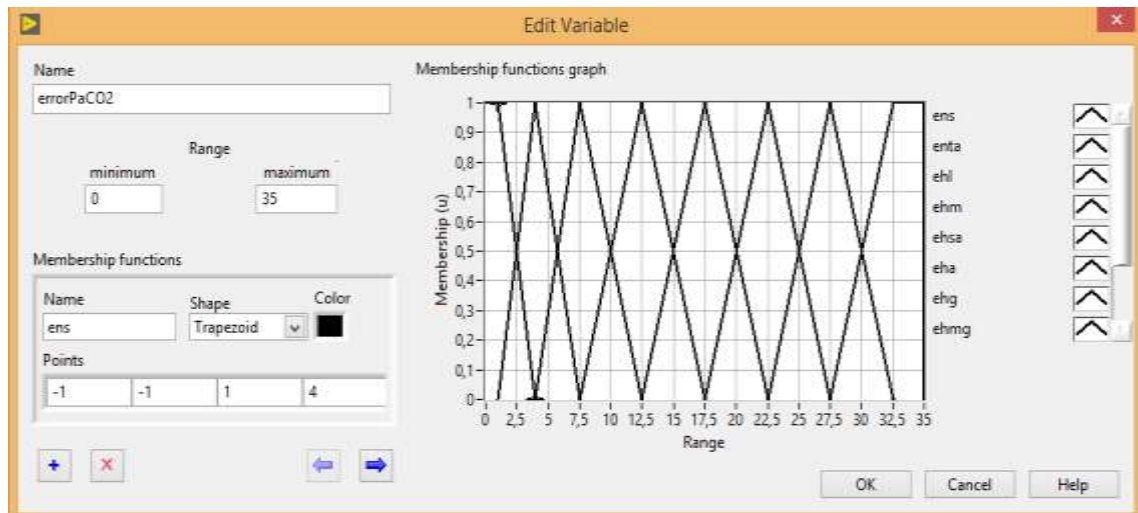 Edit Variable
Name
errorPaCO2
Range
minimum
maximum
0
35
Membership functions
Name
Shape
Color
ens
Trapezoid
Points
-1
-1
1
4
Membership functions graph
1
0,9
0,8
0,7
0,6
0,5
0,4
0,3
0,2
0,1
0
Membership (u)
0 2,5 5 7,5 10 12,5 15 17,5 20 22,5 25 27,5 30 32,5 35
Range
ens
enta
ehl
ehm
ehsa
eha
ehg
ehmg
OK
Cancel
Help